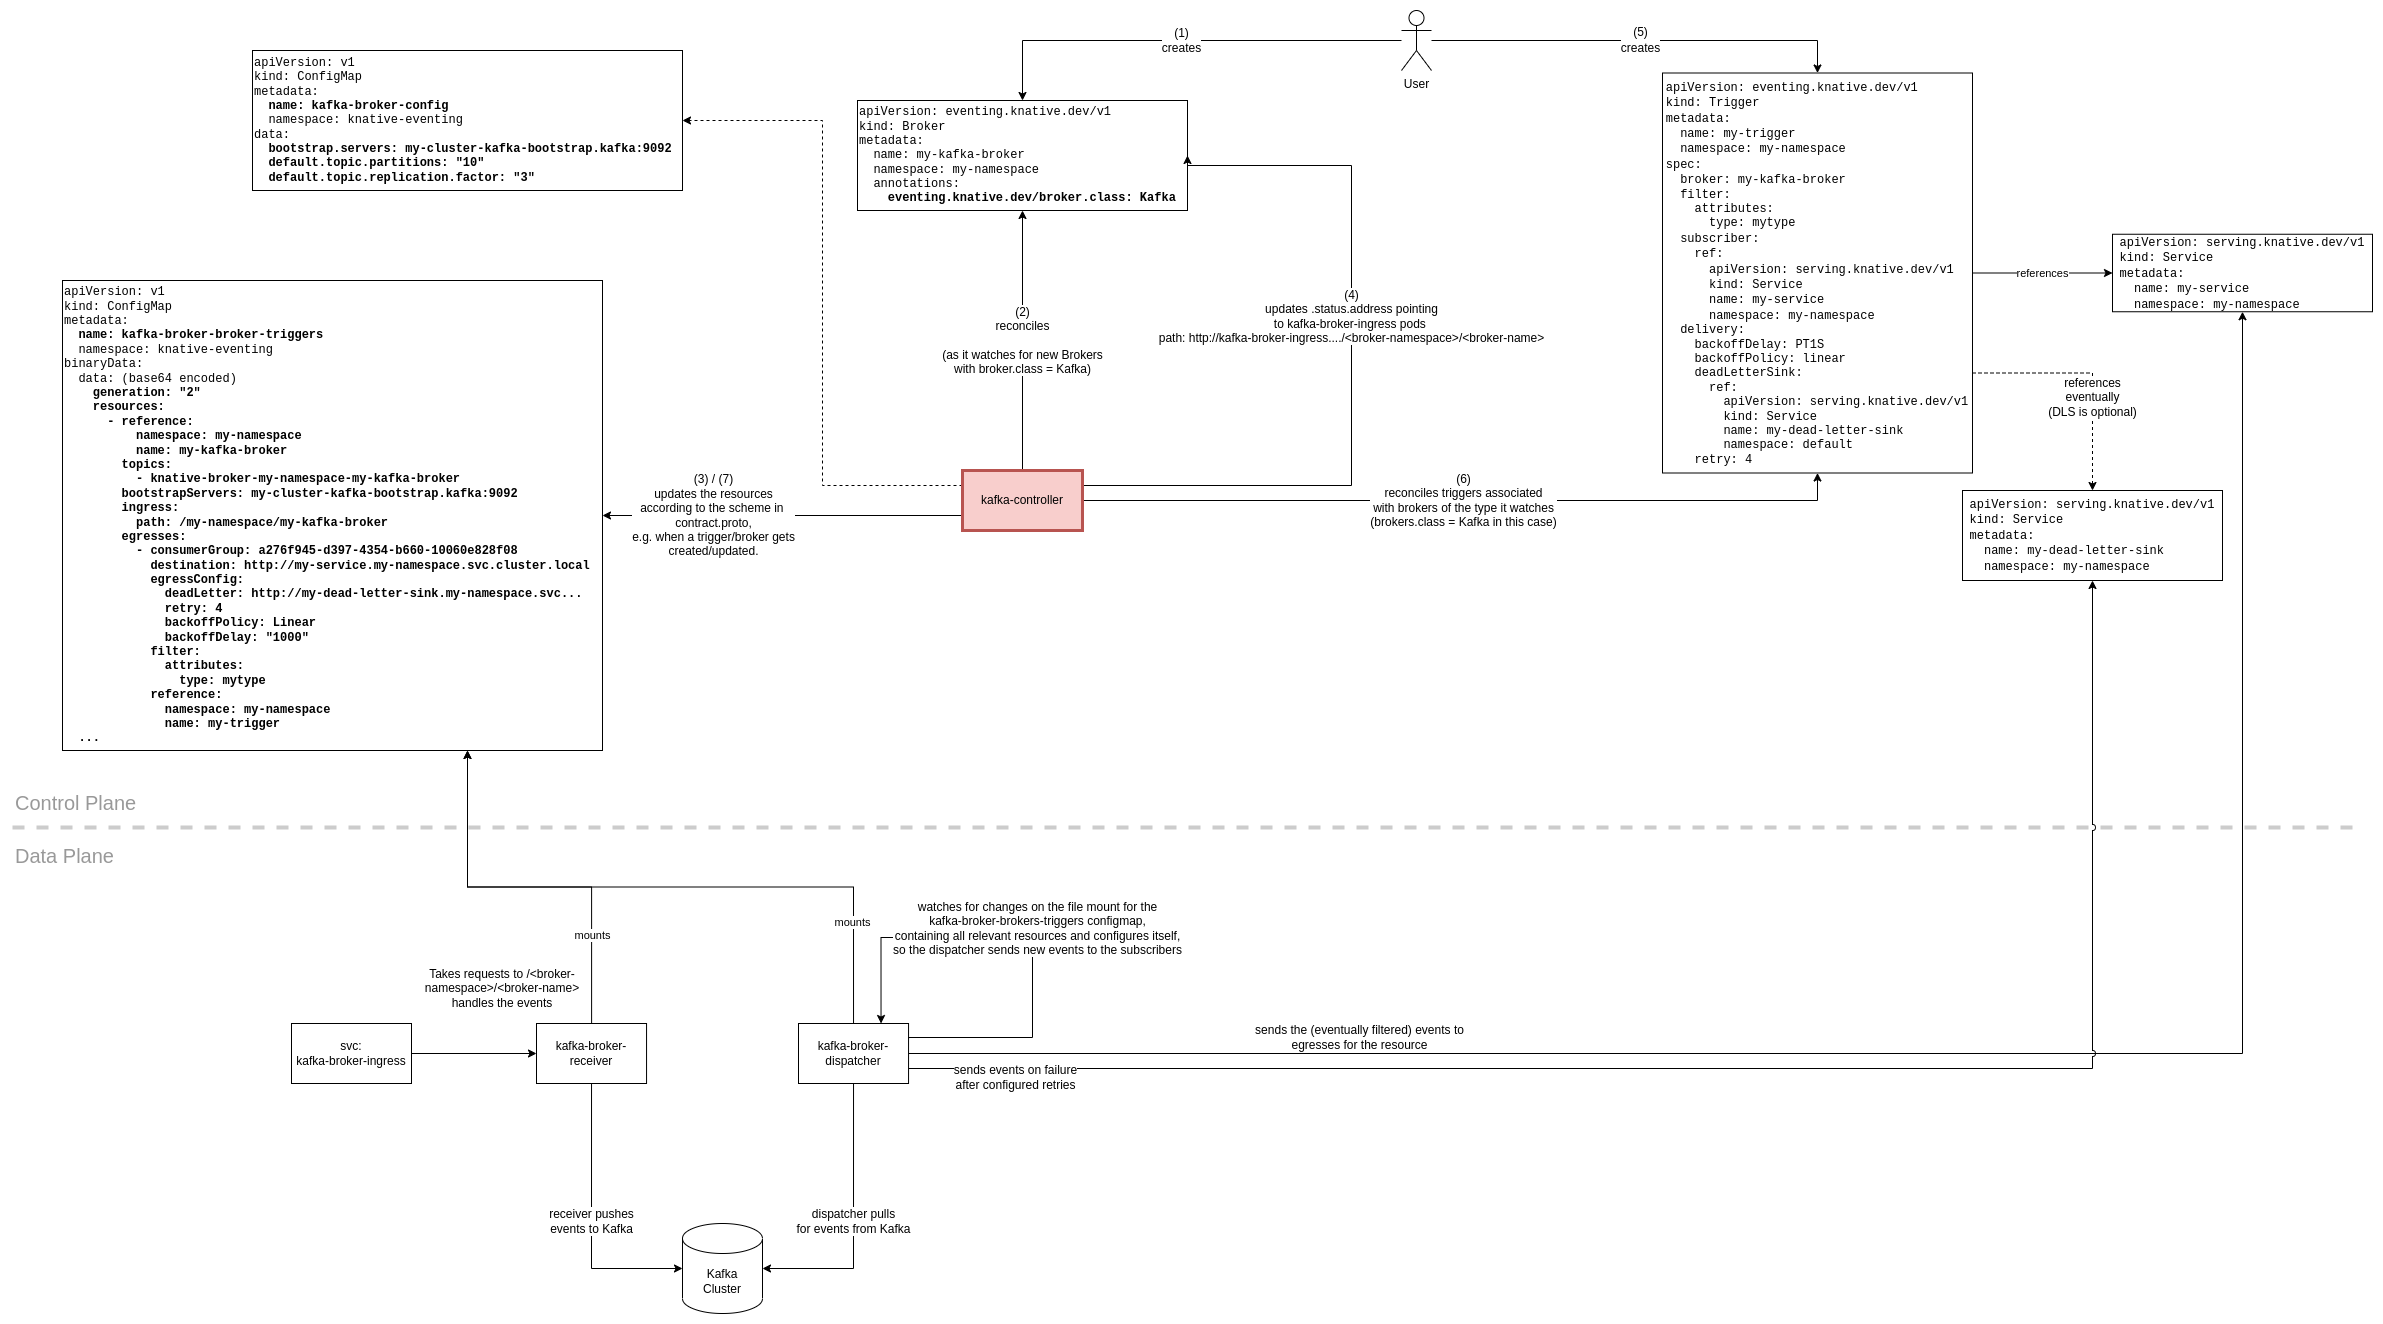 (1)
creates
User
(5)
creates
apiVersion: v1
kind: ConfigMap
metadata:
  name: kafka-broker-config
  namespace: knative-eventing
data:
  bootstrap.servers: my-cluster-kafka-bootstrap.kafka:9092
  default.topic.partitions: "10"
  default.topic.replication.factor: "3"
apiVersion: eventing.knative.dev/v1
kind: Broker
metadata:
  name: my-kafka-broker
  namespace: my-namespace
  annotations:
    eventing.knative.dev/broker.class: Kafka
apiVersion: eventing.knative.dev/v1
kind: Trigger
metadata:
  name: my-trigger
  namespace: my-namespace
spec:
  broker: my-kafka-broker
  filter:
    attributes:
      type: mytype
  subscriber:
    ref:
      apiVersion: serving.knative.dev/v1
      kind: Service
      name: my-service
      namespace: my-namespace
  delivery:
    backoffDelay: PT1S
    backoffPolicy: linear
    deadLetterSink:
      ref:
        apiVersion: serving.knative.dev/v1
        kind: Service
        name: my-dead-letter-sink
        namespace: default
    retry: 4
references
apiVersion: serving.knative.dev/v1
kind: Service
metadata:
  name: my-service
  namespace: my-namespace
references
eventually
(DLS is optional)
apiVersion: serving.knative.dev/v1
kind: Service
metadata:
  name: my-dead-letter-sink
  namespace: my-namespace
apiVersion: v1
kind: ConfigMap
metadata:
  name: kafka-broker-broker-triggers
  namespace: knative-eventing
binaryData:
  data: (base64 encoded)
    generation: "2"
    resources:
      - reference:
          namespace: my-namespace
          name: my-kafka-broker
        topics:
          - knative-broker-my-namespace-my-kafka-broker
        bootstrapServers: my-cluster-kafka-bootstrap.kafka:9092
        ingress:
          path: /my-namespace/my-kafka-broker
        egresses:
          - consumerGroup: a276f945-d397-4354-b660-10060e828f08
            destination: http://my-service.my-namespace.svc.cluster.local
            egressConfig:
              deadLetter: http://my-dead-letter-sink.my-namespace.svc...
              retry: 4
              backoffPolicy: Linear
              backoffDelay: "1000"
            filter:
              attributes:
                type: mytype
            reference:
              namespace: my-namespace
              name: my-trigger
  ...
(2)
reconciles
(as it watches for new Brokers
with broker.class = Kafka)
(4)
updates .status.address pointing
to kafka-broker-ingress pods
path: http://kafka-broker-ingress..../<broker-namespace>/<broker-name>
(3) / (7)
updates the resources
according to the scheme in
contract.proto,
e.g. when a trigger/broker gets
created/updated.
kafka-controller
(6)
reconciles triggers associated
with brokers of the type it watches
(brokers.class = Kafka in this case)
Control Plane
Data Plane
mounts
mounts
watches for changes on the file mount for the
kafka-broker-brokers-triggers configmap,
containing all relevant resources and configures itself,
so the dispatcher sends new events to the subscribers
Takes requests to /<broker-
namespace>/<broker-name>
handles the events
svc:
kafka-broker-ingress
kafka-broker-
receiver
kafka-broker-
dispatcher
sends the (eventually filtered) events to
egresses for the resource
sends events on failure
after configured retries
receiver pushes
events to Kafka
dispatcher pulls
for events from Kafka
Kafka
Cluster